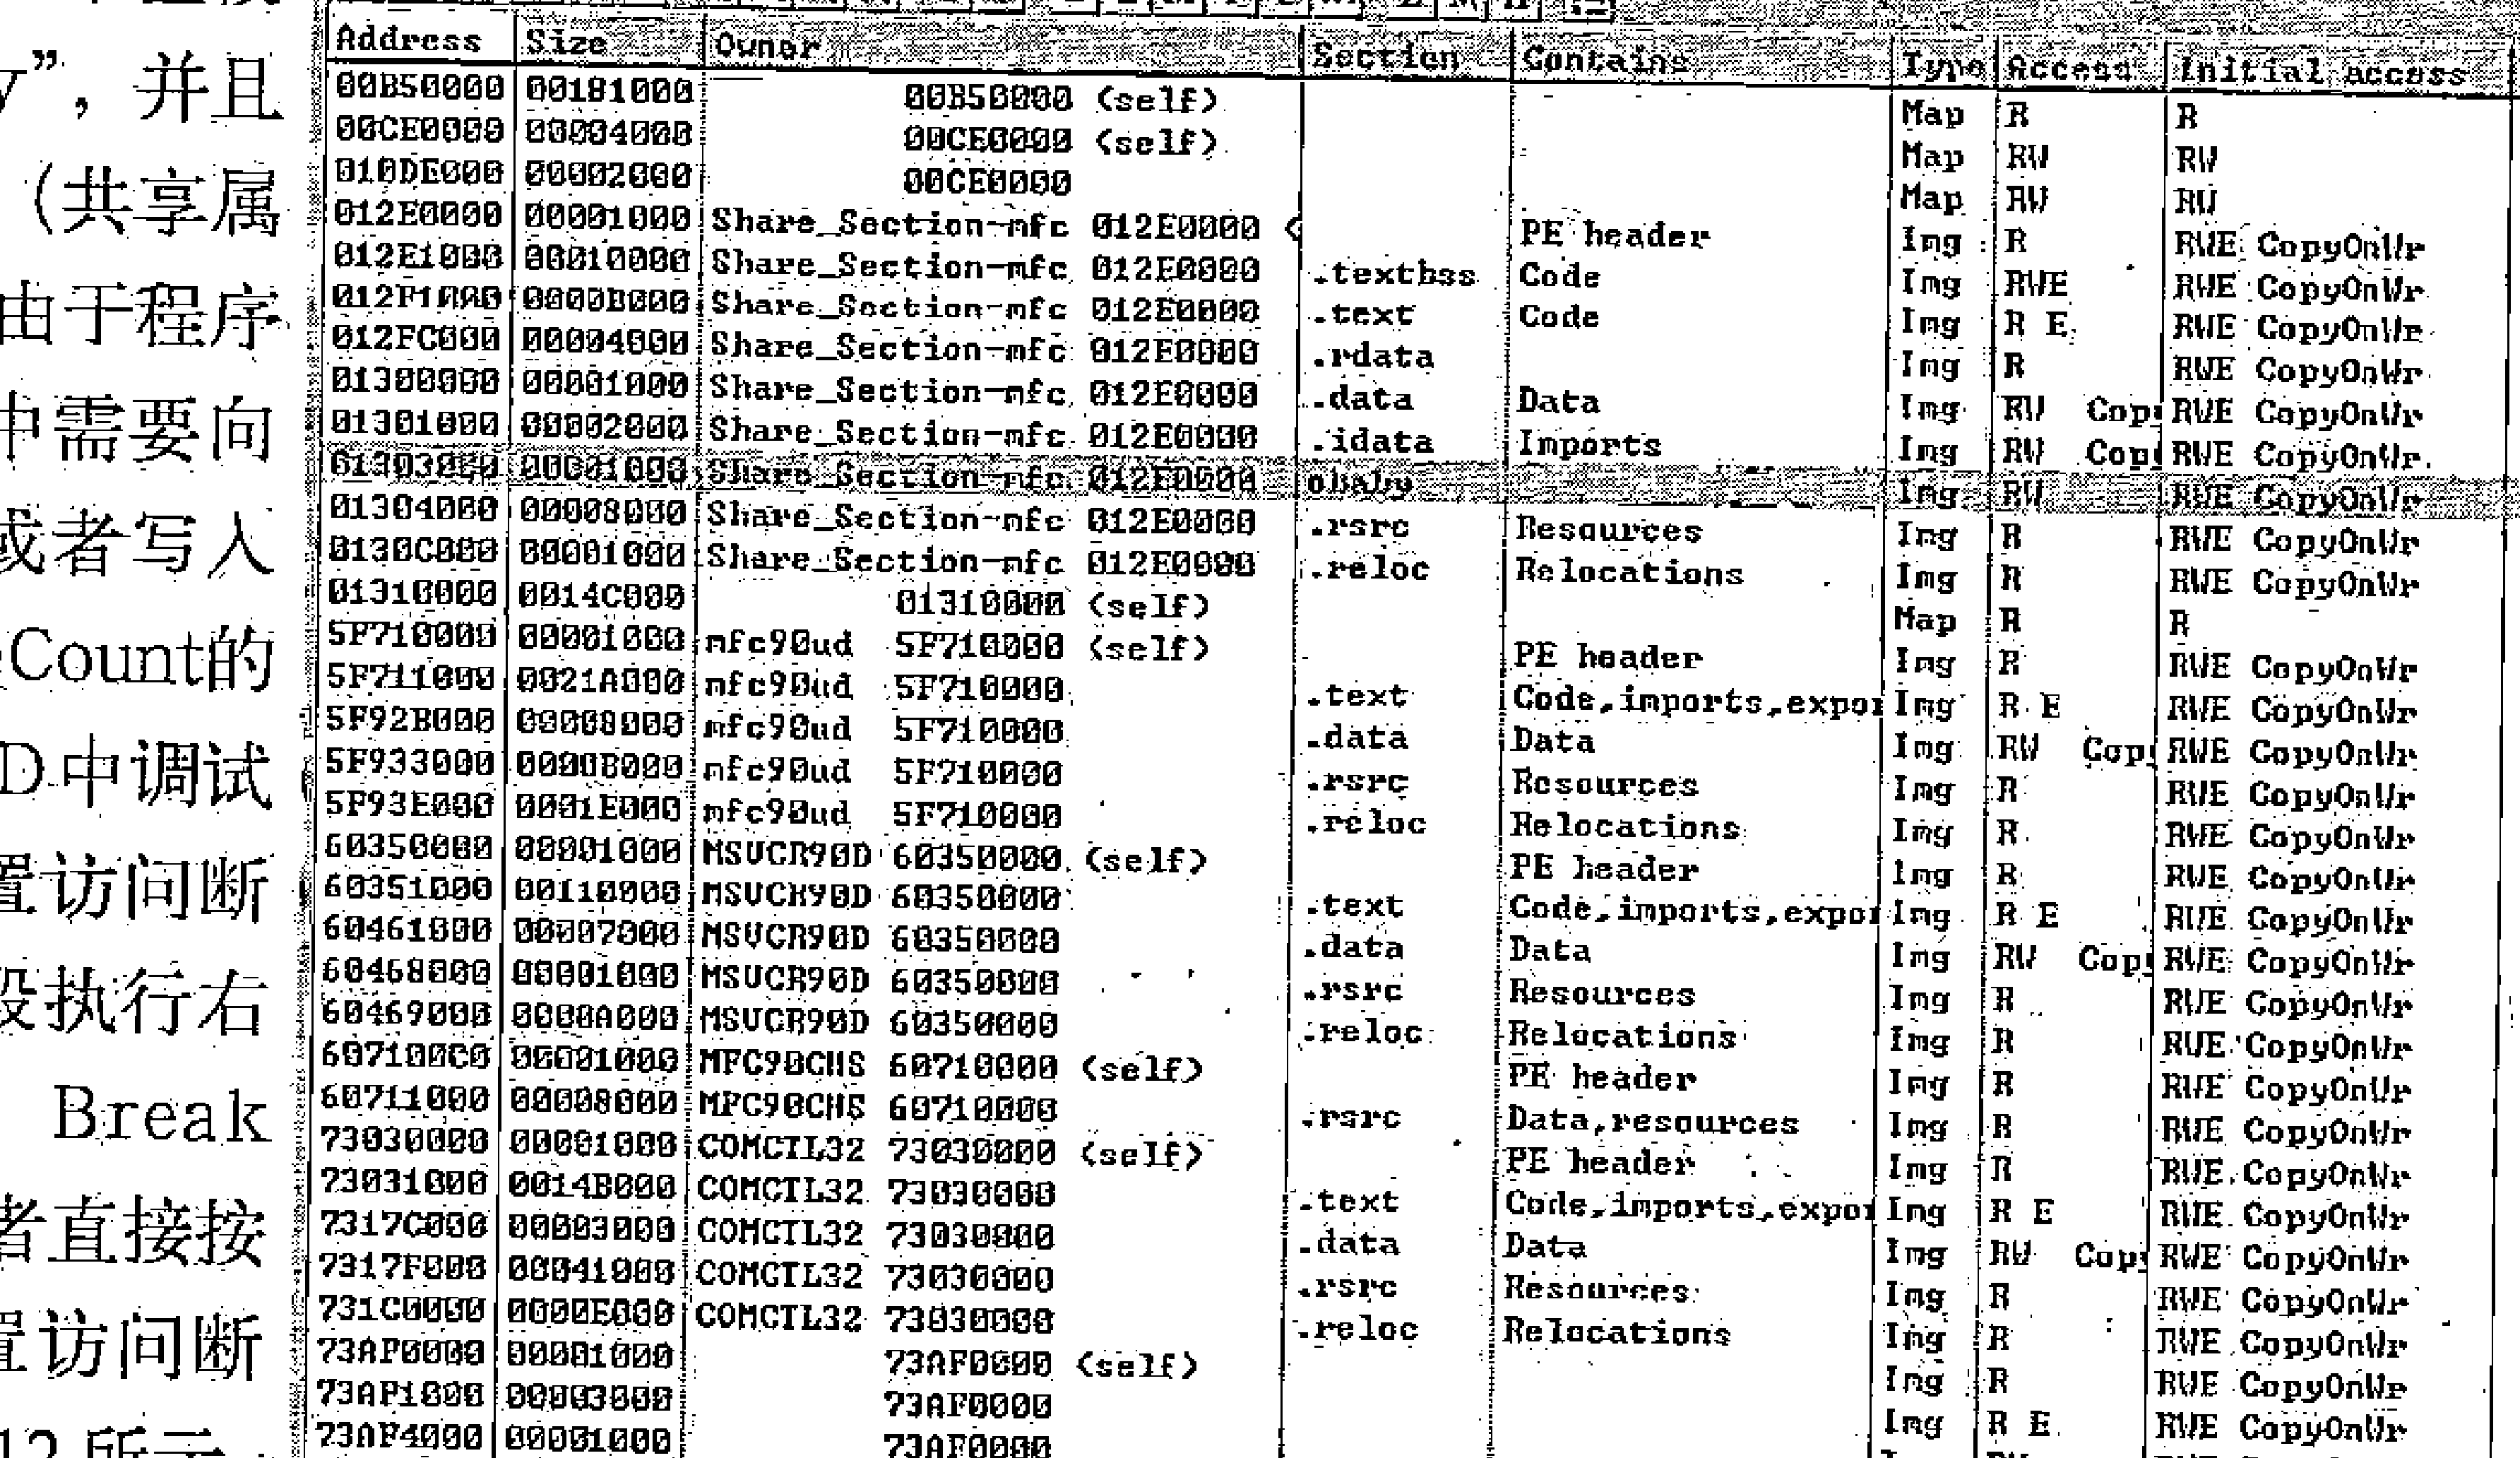 Address Size Owner Section Contains Type Access Initial access
00B50000 00181000 00B50000 (self) Map R R
00CE0000 00004000 00CE0000 (self) Map RW RW
010DE000 00002000 00CE0000 Map RW RW
012E0000 00001000 Share_Section-mfc 012E0000 ( PE header Img R RWE CopyOnWr
012E1000 00010000 Share_Section-mfc 012E0000 .textbss Code Img RWE RWE CopyOnWr
012F1000 0000B000 Share_Section-mfc 012E0000 .text Code Img R E RWE CopyOnWr
012FC000 00004000 Share_Section-mfc 012E0000 .rdata Img R RWE CopyOnWr
01300000 00001000 Share_Section-mfc 012E0000 .data Data Img RW Cop RWE CopyOnWr
01301000 00002000 Share_Section-mfc 012E0000 .idata Imports Img RW Cop RWE CopyOnWr
01303000 00001000 Share_Section-mfc 012E0000 obaby Img RW RWE CopyOnWr
01304000 00008000 Share_Section-mfc 012E0000 .rsrc Resources Img R RWE CopyOnWr
0130C000 00001000 Share_Section-mfc 012E0000 .reloc Relocations Img R RWE CopyOnWr
01310000 0014C000 01310000 (self) Map R R
5F710000 00001000 mfc90ud 5F710000 (self) PE header Img R RWE CopyOnWr
5F711000 0021A000 mfc90ud 5F710000 .text Code,imports,expor Img R E RWE CopyOnWr
5F92B000 00008000 mfc90ud 5F710000 .data Data Img RW Cop RWE CopyOnWr
5F933000 0000B000 mfc90ud 5F710000 .rsrc Resources Img R RWE CopyOnWr
5F93E000 0001E000 mfc90ud 5F710000 .reloc Relocations Img R RWE CopyOnWr
60350000 00001000 MSVCR90D 60350000 (self) PE header Img R RWE CopyOnWr
60351000 00110000 MSVCR90D 60350000 .text Code,imports,expor Img R E RWE CopyOnWr
60461000 00007000 MSVCR90D 60350000 .data Data Img RW Cop RWE CopyOnWr
60468000 00001000 MSVCR90D 60350000 .rsrc Resources Img R RWE CopyOnWr
60469000 0000A000 MSVCR90D 60350000 .reloc Relocations Img R RWE CopyOnWr
60710000 00001000 MFC90CHS 60710000 (self) PE header Img R RWE CopyOnWr
60711000 00008000 MFC90CHS 60710000 .rsrc Data,resources Img R RWE CopyOnWr
73030000 00001000 COMCTL32 73030000 (self) PE header Img R RWE CopyOnWr
73031000 0014B000 COMCTL32 73030000 .text Code,imports,expor Img R E RWE CopyOnWr
7317C000 00003000 COMCTL32 73030000 .data Data Img RW Cop RWE CopyOnWr
7317F000 00041000 COMCTL32 73030000 .rsrc Resources Img R RWE CopyOnWr
731C0000 0000E000 COMCTL32 73030000 .reloc Relocations Img R RWE CopyOnWr
73AF0000 00001000 73AF0000 (self) Img R RWE CopyOnWr
73AF1000 00003000 73AF0000 Img R E RWE CopyOnWr
73AF4000 00001000 73AF0000
y”，并且
（共享属
由于程序
中需要向
或者写入
eCount的
D中调试
置访问断
段执行右
Break
者直接按
置访问断
12 所示。